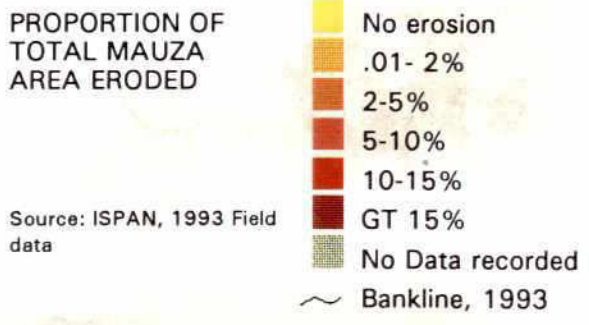 PROPORTION OF
TOTAL MAUZA
AREA ERODED
Source: ISPAN, 1993 Field
data
No erosion
.01- 2%
2-5%
5-10%
10-15%
GT 15%
No Data recorded
Bankline, 1993